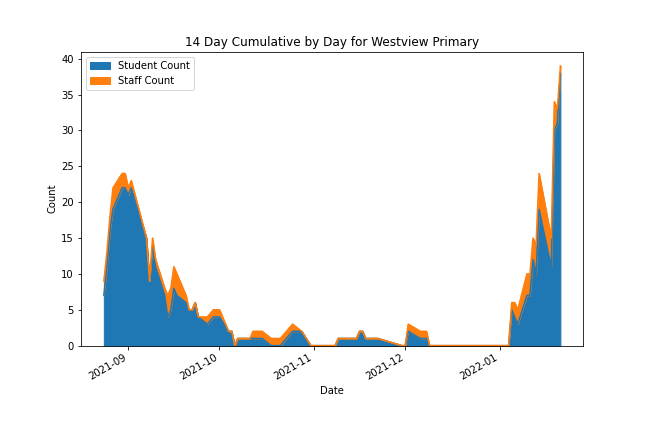 14 Day Cumulative by Day for Westview Primary
Student Count
Staff Count
Count
40
35
30
25
20
15
10
5
0
2021-09
2021-10
2021-11
2021-12
2022-01
Date